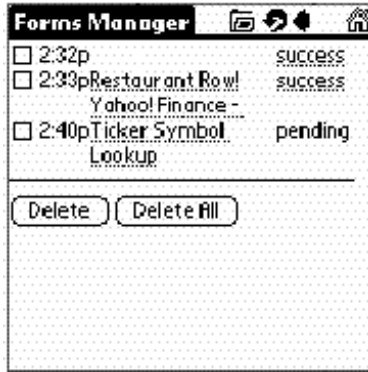 Forms Manager
2:32p success
2:33p Restaurant Row! success
Yahoo! Finance -
2:40p Ticker Symbol pending
Lookup
Delete Delete All